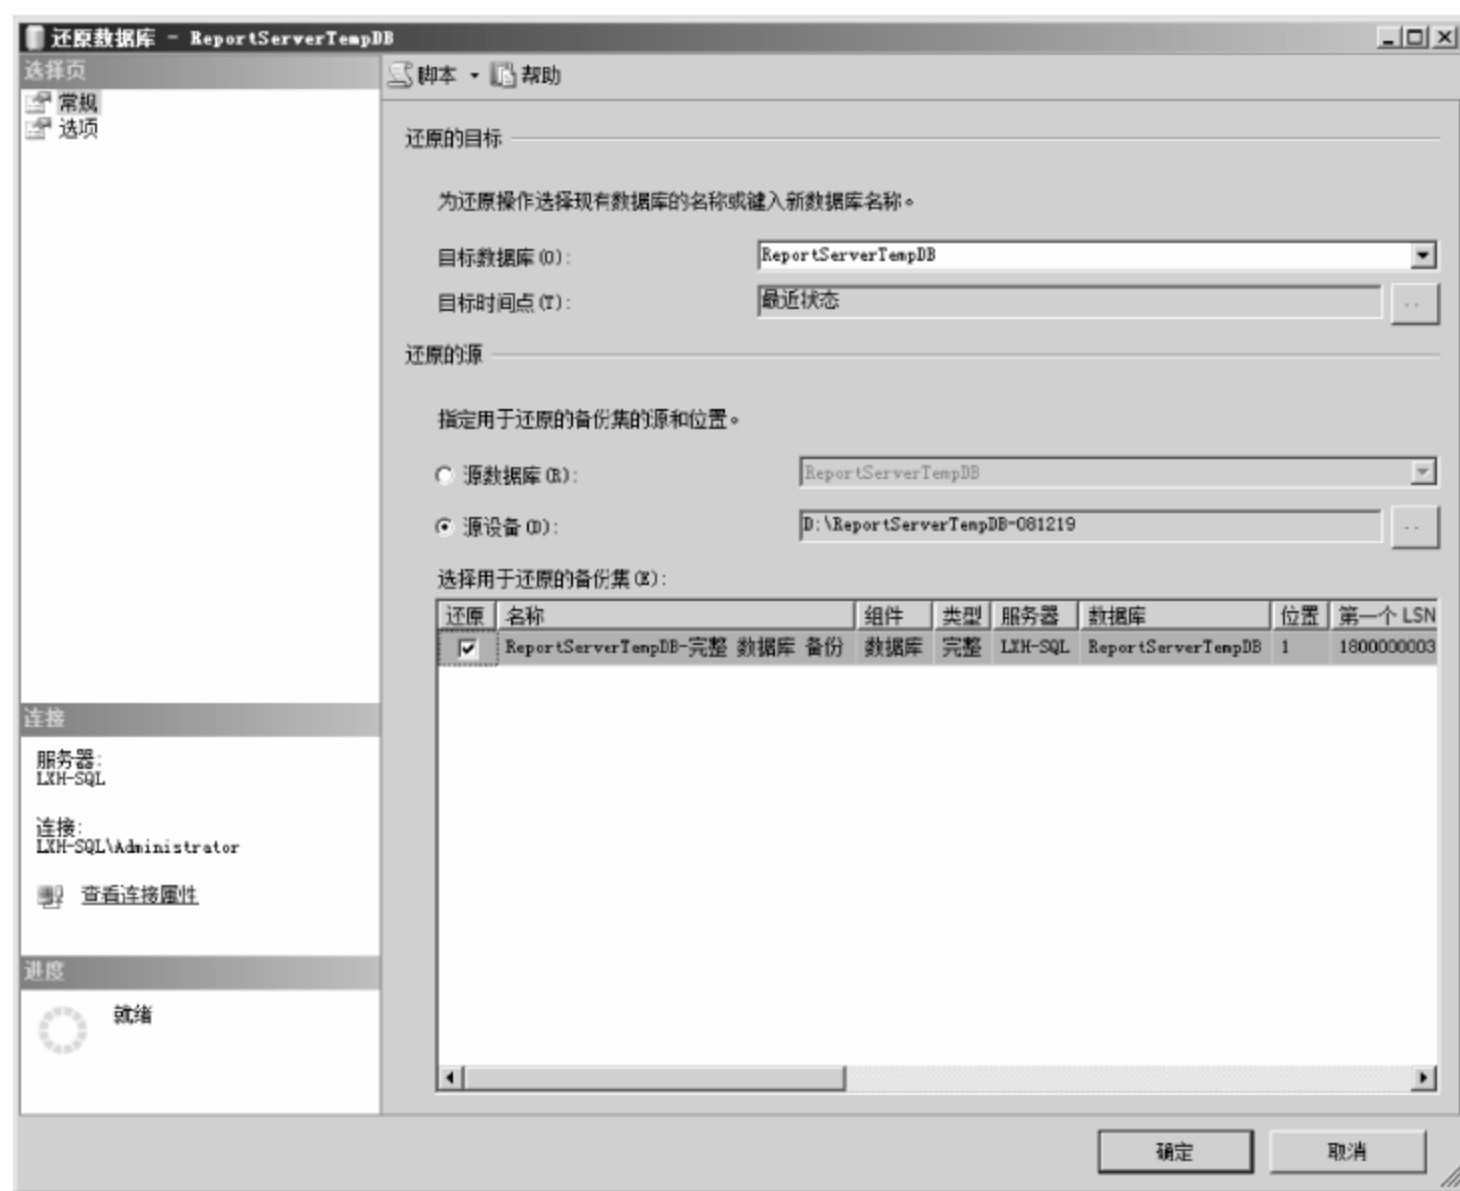 还原数据库 - ReportServerTempDB
选择页
常规
选项
脚本 帮助
还原的目标
为还原操作选择现有数据库的名称或键入新数据库名称。
目标数据库(O): ReportServerTempDB
目标时间点(T): 最近状态
还原的源
指定用于还原的备份集的源和位置。
源数据库(R): ReportServerTempDB
源设备(D): D:\ReportServerTempDB-081219
选择用于还原的备份集(E):
还原 名称 组件 类型 服务器 数据库 位置 第一个 LSN
ReportServerTempDB-完整 数据库 备份 数据库 完整 LXH-SQL ReportServerTempDB 1 1800000003
连接
服务器:
LXH-SQL
连接:
LXH-SQL\Administrator
查看连接属性
进度
就绪
确定 取消